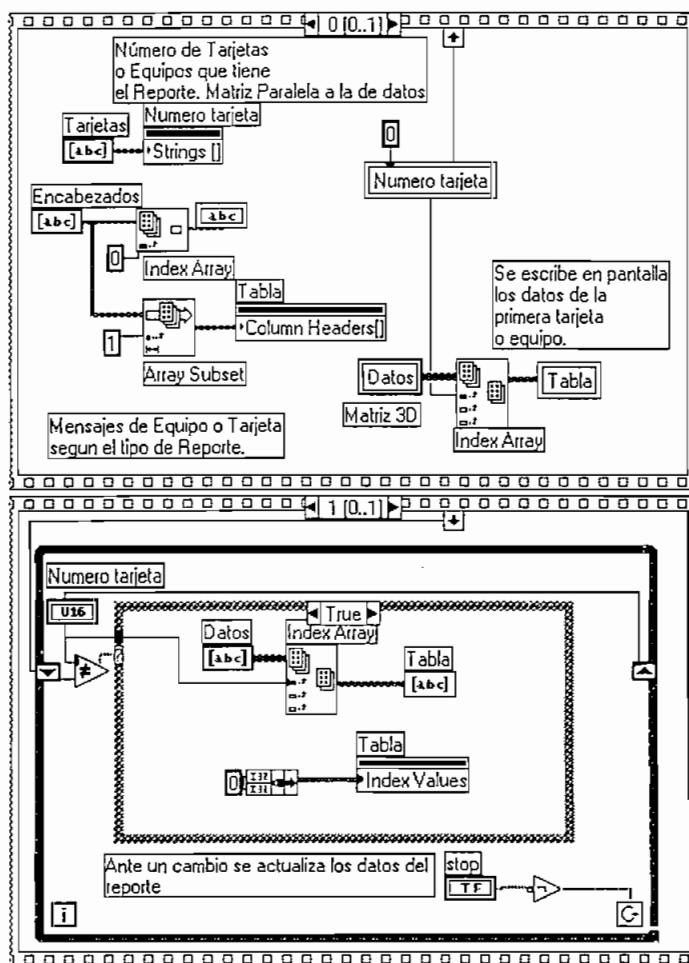 0 [0..1]
Número de Tarjetas
o Equipos que tiene
el Reporte. Matriz Paralela a la de datos
Tarjetas
Numero tarjeta
[abc]
Strings []
0
Numero tarjeta
Encabezados
[abc]
abc
0
Index Array
Tabla
Column Headers[]
1
Array Subset
Se escribe en pantalla
los datos de la
primera tarjeta
o equipo.
Datos
Tabla
Matriz 3D
Index Array
Mensajes de Equipo o Tarjeta
segun el tipo de Reporte.
1 [0..1]
Numero tarjeta
U16
True
Datos
Index Array
[abc]
Tabla
[abc]
≠
Tabla
0
I32
I32
Index Values
Ante un cambio se actualiza los datos del
reporte
stop
TF
i